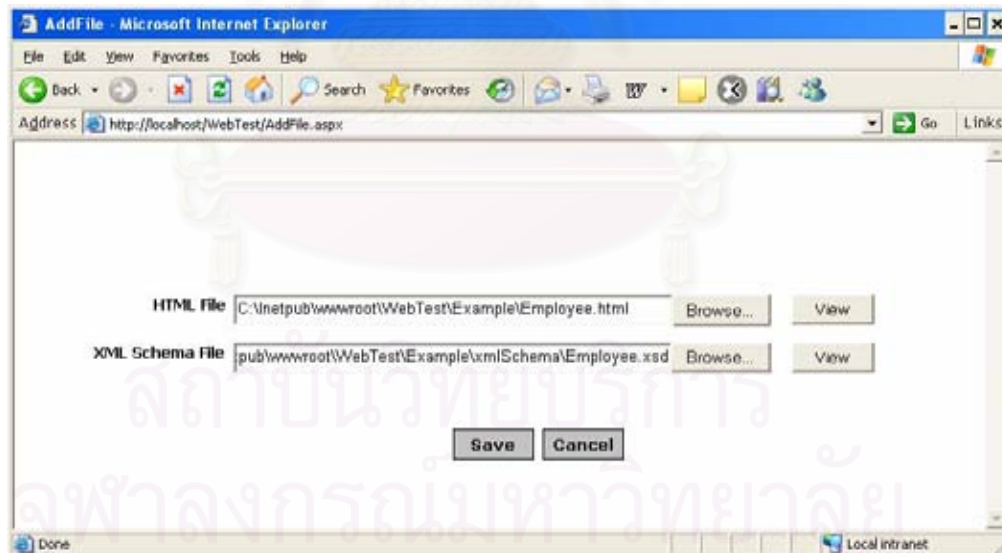 AddFile - Microsoft Internet Explorer
File Edit View Favorites Tools Help
Back Search Favorites
Address http://localhost/WebTest/AddFile.aspx Go Links
HTML File C:\Inetpub\wwwroot\WebTest\Example\Employee.html Browse... View
XML Schema File pub\wwwroot\WebTest\Example\xmlSchema\Employee.xsd Browse... View
สถาบันวิทยบริการ
Save Cancel
จุฬาลงกรณ์มหาวิทยาลัย
Done Local intranet